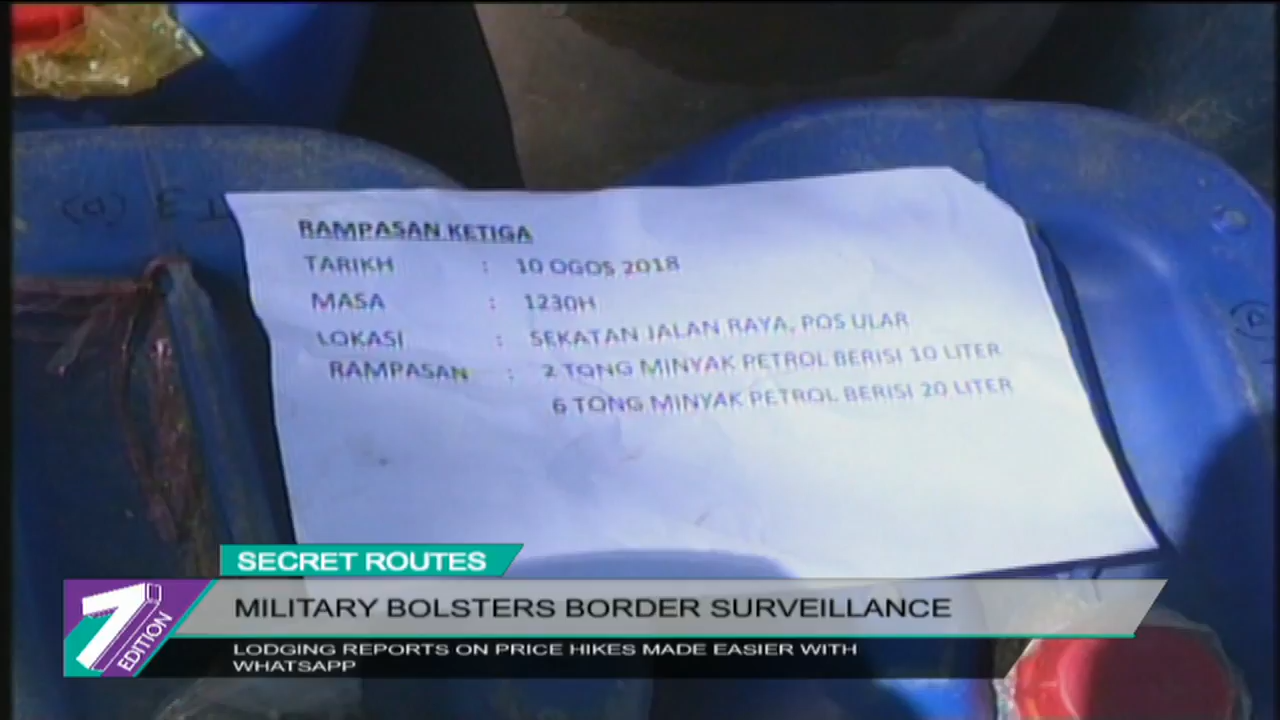 RAMPASAN KETIGA
TARIKH : 10 OGOS 2018
MASA : 1230H
LOKASI : SEKATAN JALAN RAYA, POS ULAR
RAMPASAN : 2 TONG MINYAK PETROL BERISI 10 LITER
6 TONG MINYAK PETROL BERISI 20 LITER
SECRET ROUTES
7 EDITION
MILITARY BOLSTERS BORDER SURVEILLANCE
LODGING REPORTS ON PRICE HIKES MADE EASIER WITH
WHATSAPP